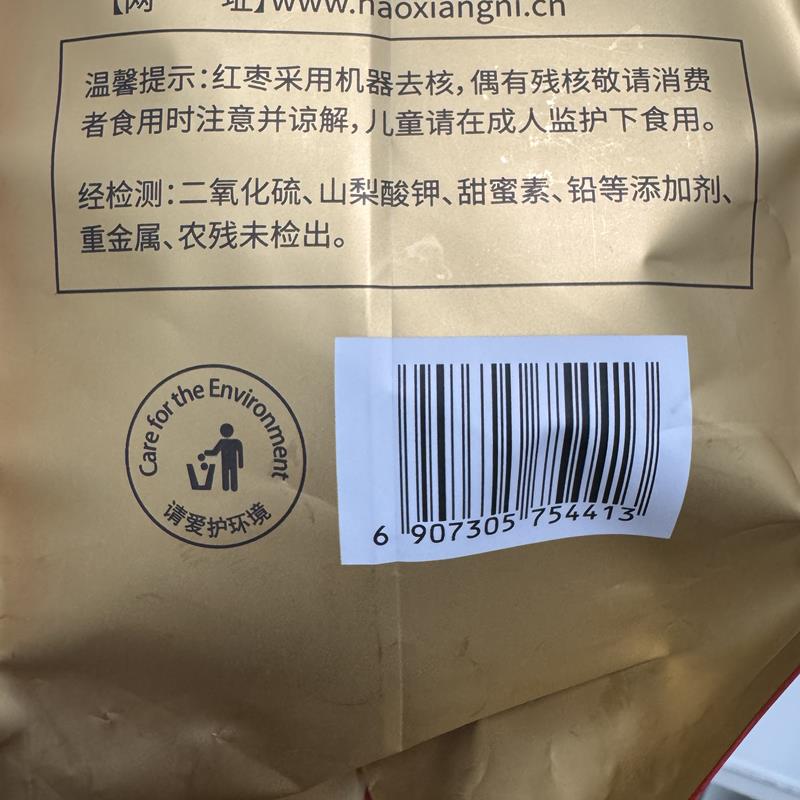 【网 址】www.haoxiangni.cn
温馨提示：红枣采用机器去核，偶有残核敬请消费
者食用时注意并谅解，儿童请在成人监护下食用。
经检测：二氧化硫、山梨酸钾、甜蜜素、铅等添加剂、
重金属、农残未检出。
Care for the Environment
请爱护环境
6 907305 754413